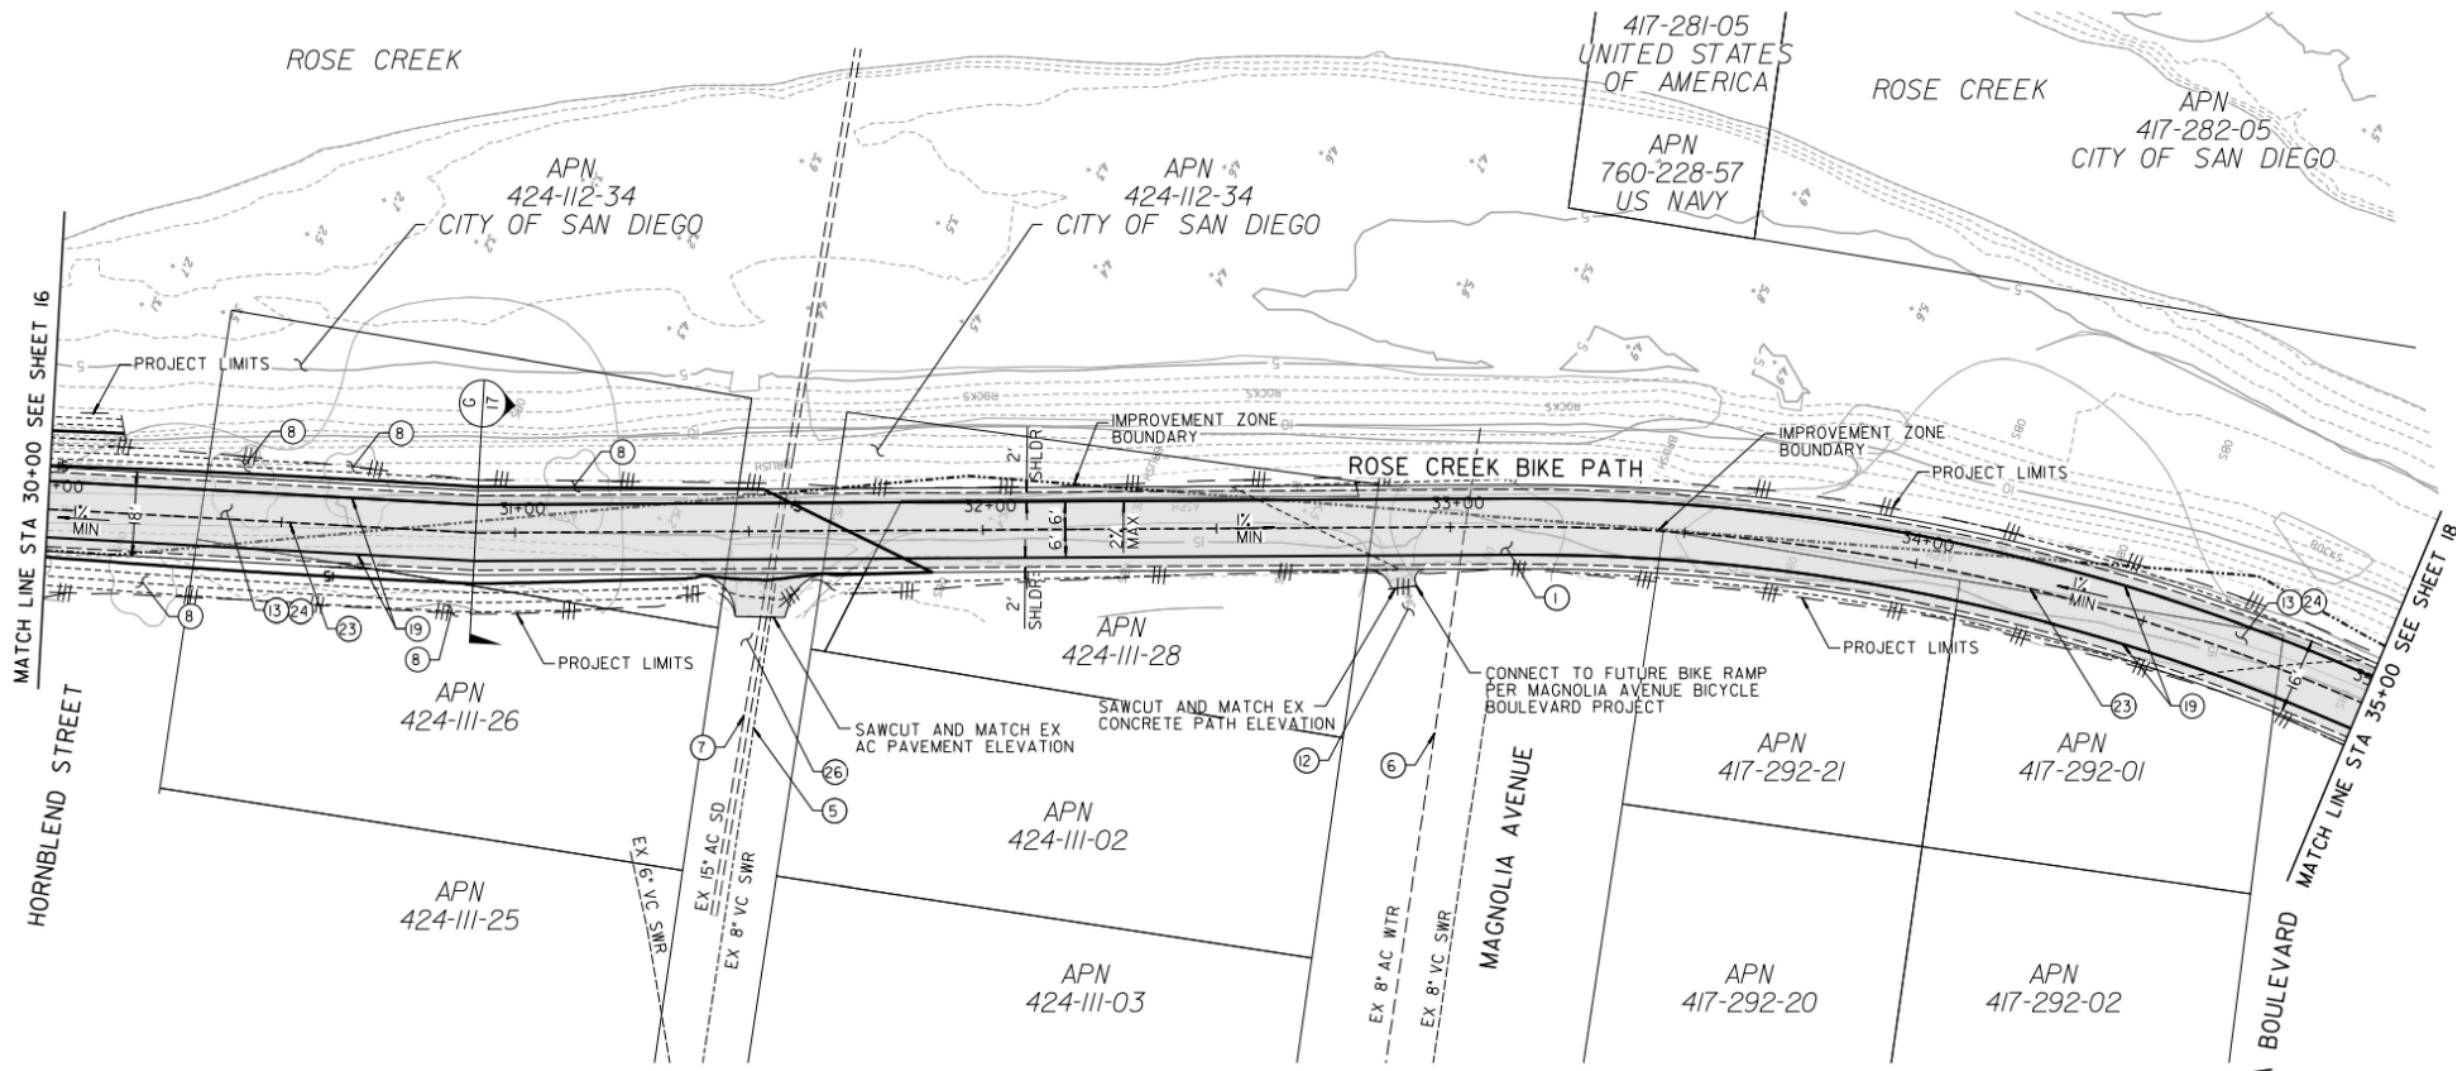 ROSE CREEK
417-281-05
UNITED STATES
OF AMERICA
APN
760-228-57
US NAVY
ROSE CREEK
APN
417-282-05
CITY OF SAN DIEGO
APN
424-112-34
CITY OF SAN DIEGO
APN
424-112-34
CITY OF SAN DIEGO
MATCH LINE STA 30+00 SEE SHEET 16
PROJECT LIMITS
G
17
8
8
8
IMPROVEMENT ZONE
BOUNDARY
2'
SHLDR
ROSE CREEK BIKE PATH
IMPROVEMENT ZONE
BOUNDARY
PROJECT LIMITS
ROCKS
ROCKS
ROCKS
BRUSH
OBS
OBS
ROCKS
+00
1%
MIN
8'
31+00
32+00
6' 6'
2%
MAX
1%
MIN
33+00
34+00
1%
MIN
16'
8
13 24
23
19
8
PROJECT LIMITS
2'
SHLDR
1
13 24
23
19
PROJECT LIMITS
APN
424-111-28
CONNECT TO FUTURE BIKE RAMP
PER MAGNOLIA AVENUE BICYCLE
BOULEVARD PROJECT
SAWCUT AND MATCH EX
CONCRETE PATH ELEVATION
SAWCUT AND MATCH EX
AC PAVEMENT ELEVATION
7
26
5
12
6
APN
424-111-26
APN
424-111-25
APN
424-111-02
APN
424-111-03
APN
417-292-21
APN
417-292-01
APN
417-292-20
APN
417-292-02
HORNBLEND STREET
EX 6" VC SWR
EX 15" AC SD
EX 8" VC SWR
EX 8" AC WTR
EX 8" VC SWR
MAGNOLIA AVENUE
BOULEVARD
MATCH LINE STA 35+00 SEE SHEET 18